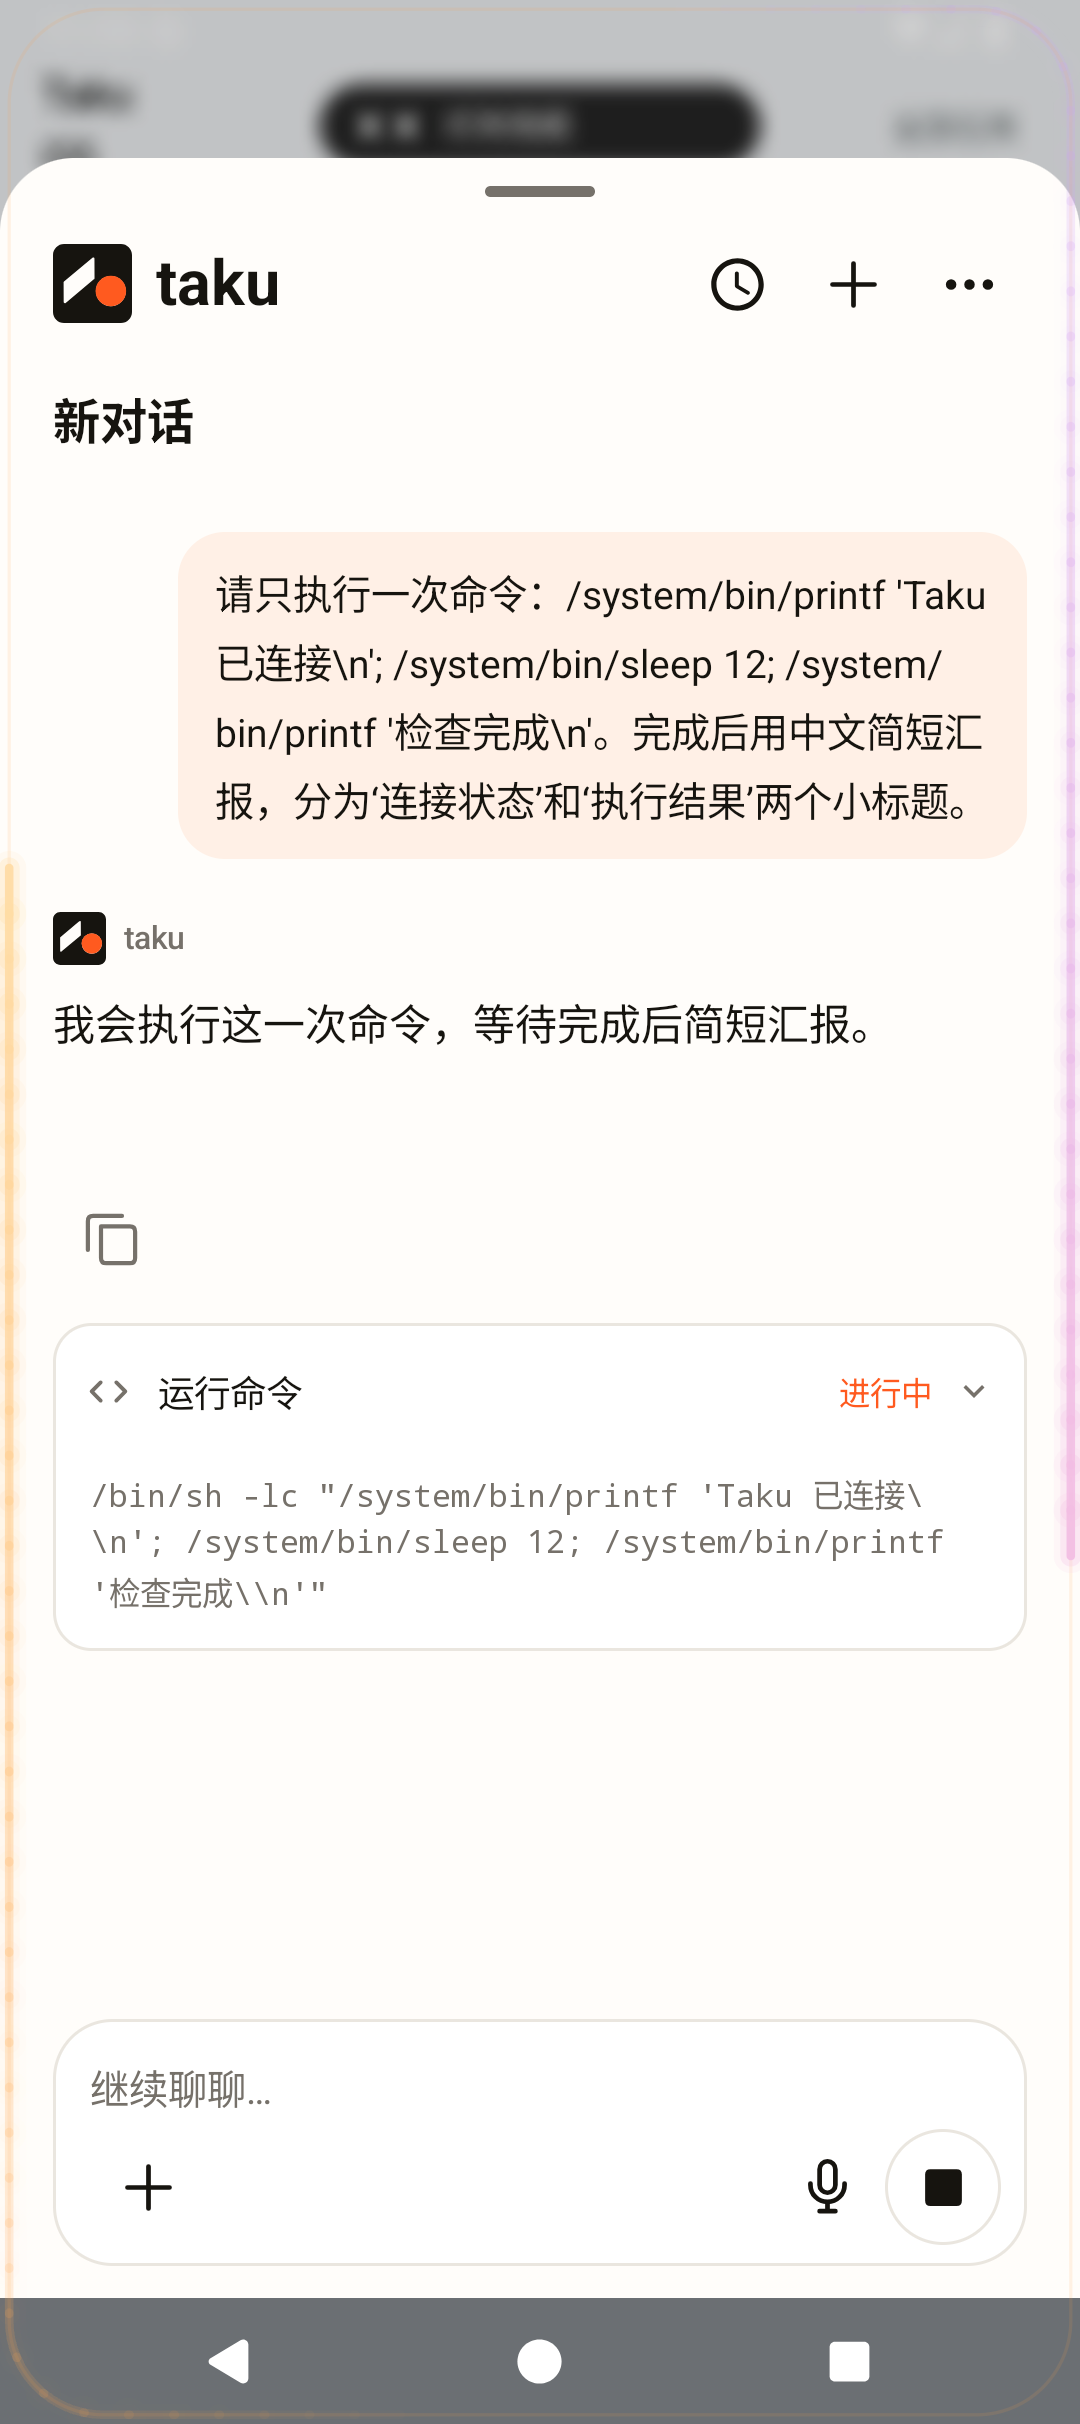 Taku
taku
新对话
请只执行一次命令：/system/bin/printf 'Taku
已连接\n'; /system/bin/sleep 12; /system/
bin/printf '检查完成\n'。完成后用中文简短汇
报，分为‘连接状态’和‘执行结果’两个小标题。
taku
我会执行这一次命令，等待完成后简短汇报。
运行命令
进行中
/bin/sh -lc "/system/bin/printf 'Taku 已连接\
\n'; /system/bin/sleep 12; /system/bin/printf
'检查完成\\n'"
继续聊聊...